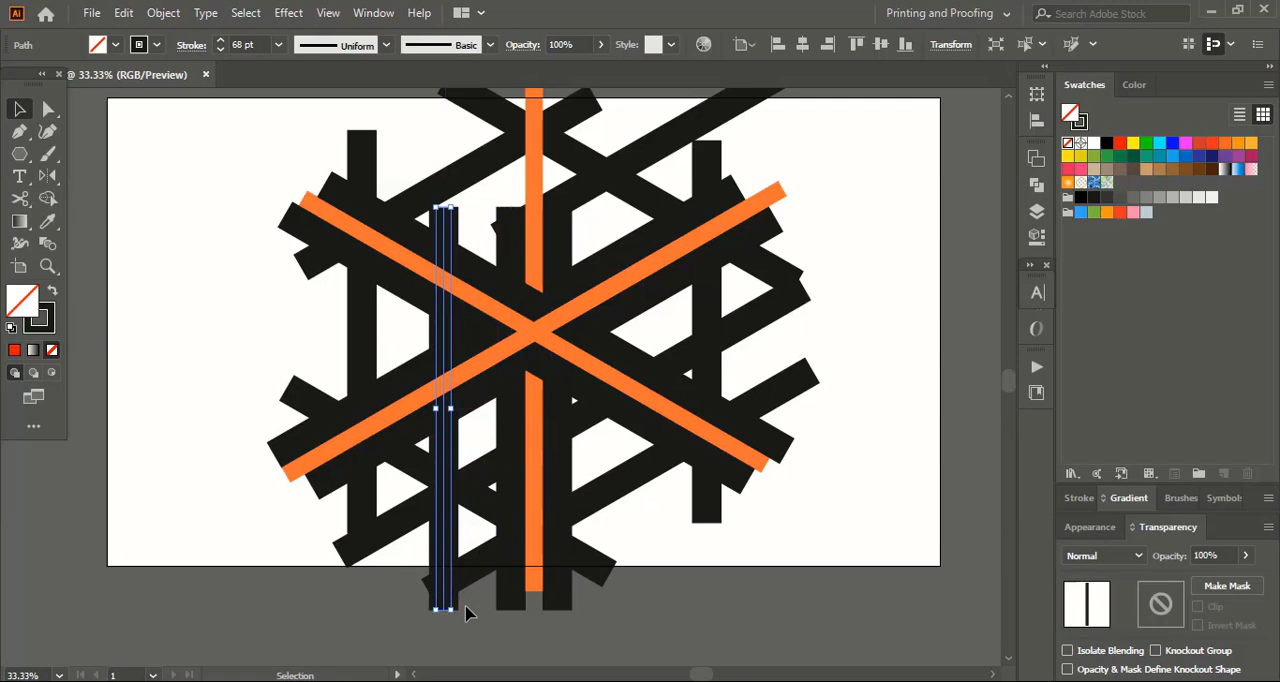 Ai File Edit Object Type Select Effect View Window Help Printing and Proofing Search Adobe Stock
Path Stroke: 68 pt Uniform Basic Opacity: 100% Style: Transform
@ 33.33% (RGB/Preview) ×
Swatches Color
Stroke Gradient Brushes Symbols
Appearance Transparency
Normal Opacity: 100%
Make Mask
Clip
Invert Mask
Isolate Blending Knockout Group
Opacity & Mask Define Knockout Shape
33.33% 1 Selection